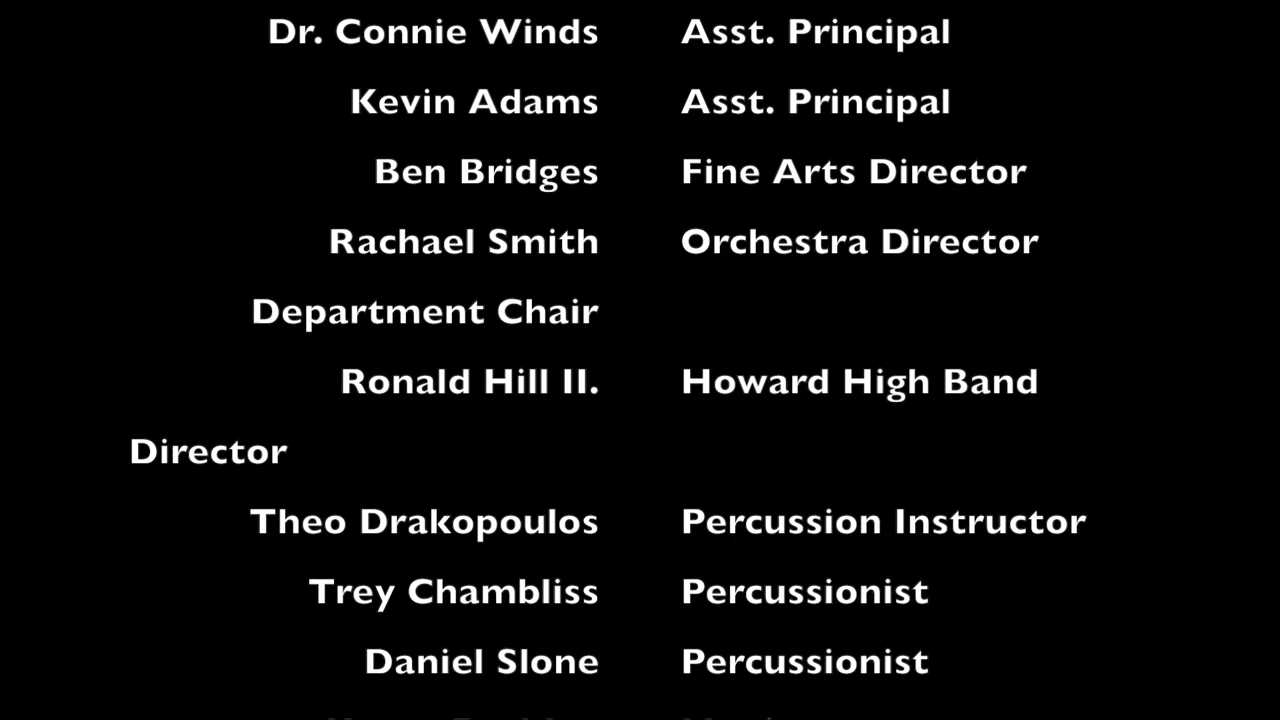 Dr. Connie Winds Asst. Principal
Kevin Adams Asst. Principal
Ben Bridges Fine Arts Director
Rachael Smith Orchestra Director
Department Chair
Ronald Hill II. Howard High Band
Director
Theo Drakopoulos Percussion Instructor
Trey Chambliss Percussionist
Daniel Slone Percussionist